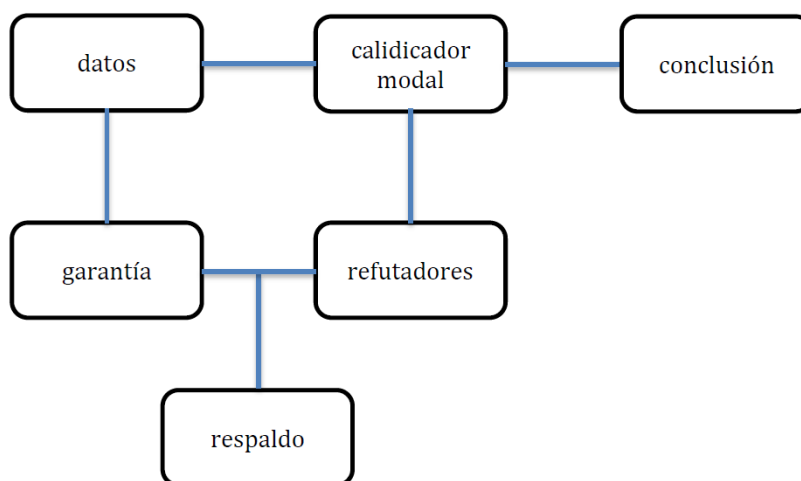 datos
calidicador
modal
conclusión
garantía
refutadores
respaldo